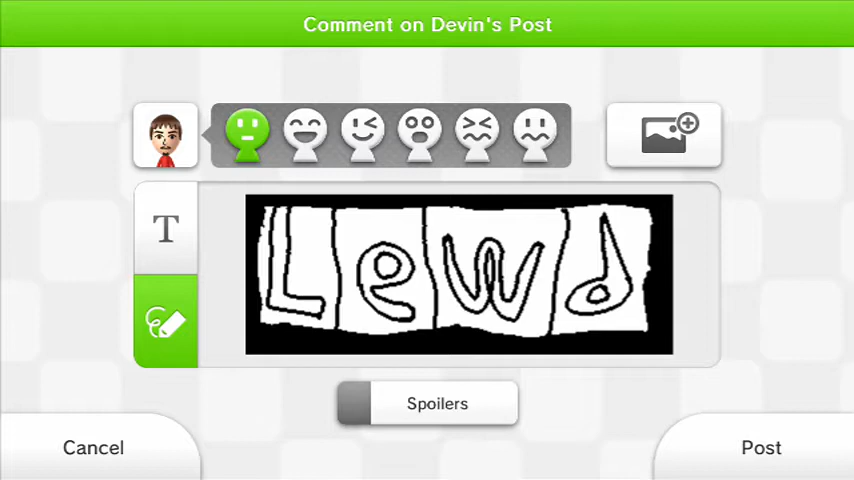 Comment on Devin's Post
T
Lewd
Spoilers
Cancel
Post